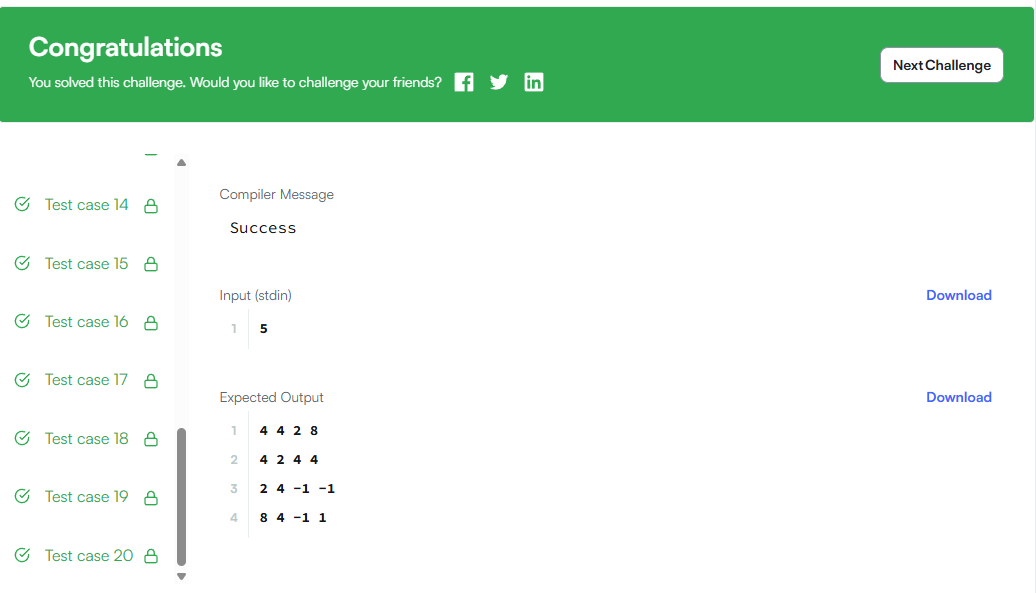 Congratulations
You solved this challenge. Would you like to challenge your friends?
Next Challenge
Test case 14
Test case 15
Test case 16
Test case 17
Test case 18
Test case 19
Test case 20
Compiler Message
Success
Input (stdin)
Download
1 5
Expected Output
Download
1 4 4 2 8
2 4 2 4 4
3 2 4 -1 -1
4 8 4 -1 1